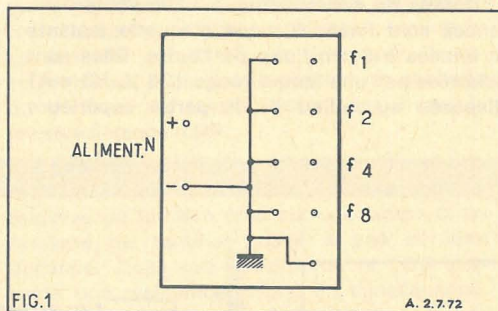 f1
f2
+
ALIMENT.N
f4
−
f8
FIG.1
A. 2.7.72